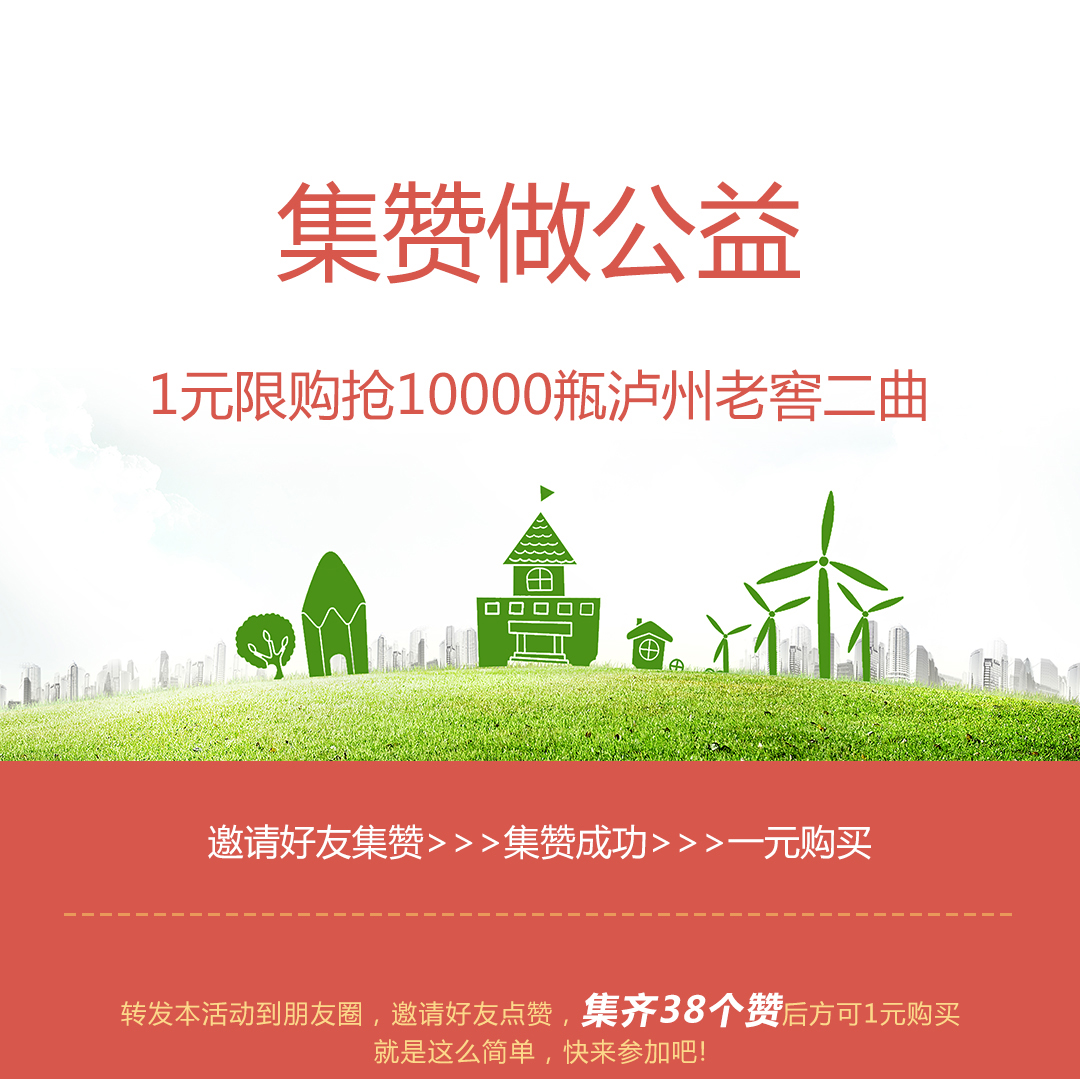 集赞做公益
1元限购抢10000瓶泸州老窖二曲
邀请好友集赞>>>集赞成功>>>一元购买
转发本活动到朋友圈，邀请好友点赞，集齐38个赞后方可1元购买
就是这么简单，快来参加吧!